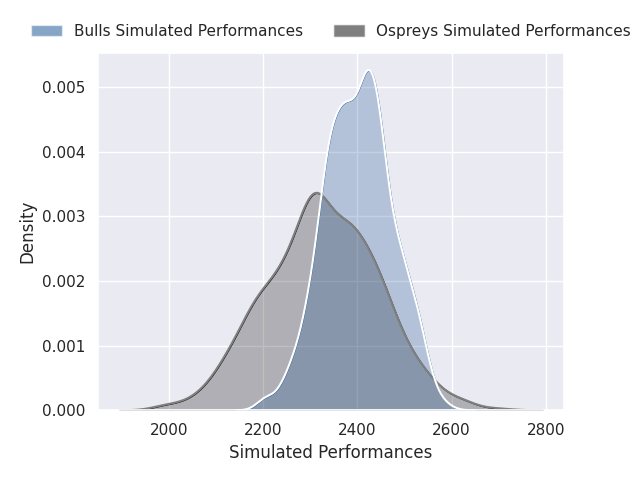 Bulls Simulated Performances Ospreys Simulated Performances
0.005
0.004
0.003
0.002
0.001
0.000
Density
2000 2200 2400 2600 2800
Simulated Performances